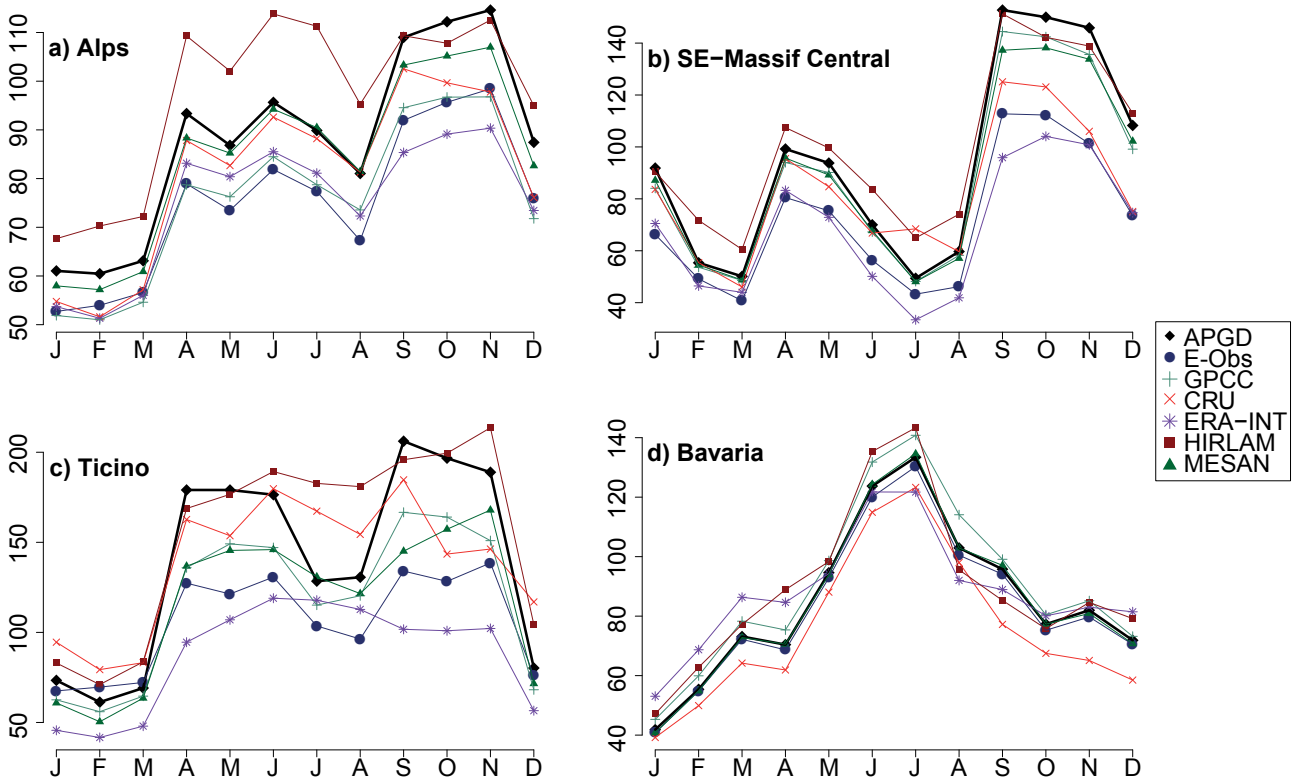 a) Alps
50 60 70 80 90 100 110
J F M A M J J A S O N D
b) SE−Massif Central
40 60 80 100 120 140
J F M A M J J A S O N D
c) Ticino
50 100 150 200
J F M A M J J A S O N D
d) Bavaria
40 60 80 100 120 140
J F M A M J J A S O N D
APGD
E-Obs
GPCC
CRU
ERA−INT
HIRLAM
MESAN